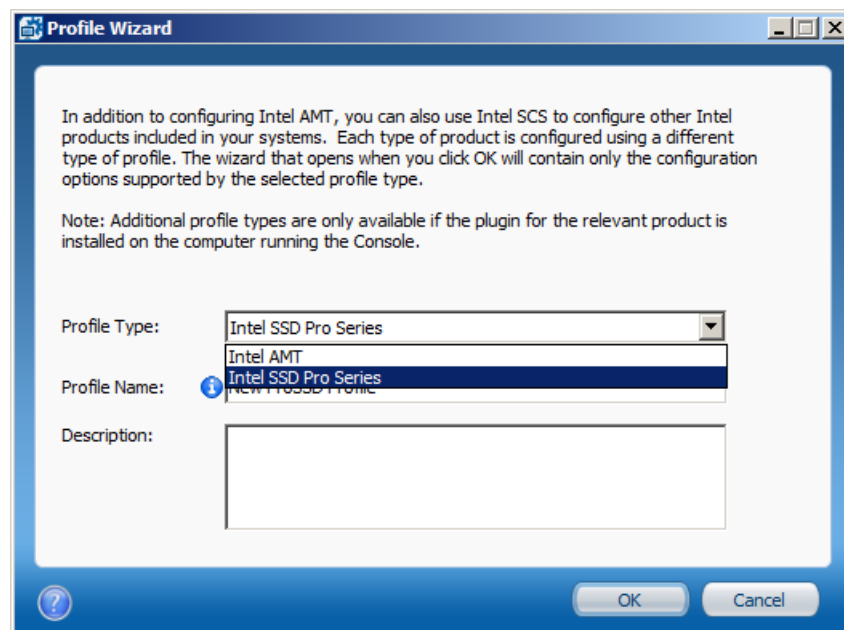 Profile Wizard
In addition to configuring Intel AMT, you can also use Intel SCS to configure other Intel
products included in your systems.  Each type of product is configured using a different
type of profile. The wizard that opens when you click OK will contain only the configuration
options supported by the selected profile type.
Note: Additional profile types are only available if the plugin for the relevant product is
installed on the computer running the Console.
Profile Type:
Intel SSD Pro Series
Intel AMT
Intel SSD Pro Series
Profile Name:
New ProSSD Profile
Description:
OK
Cancel